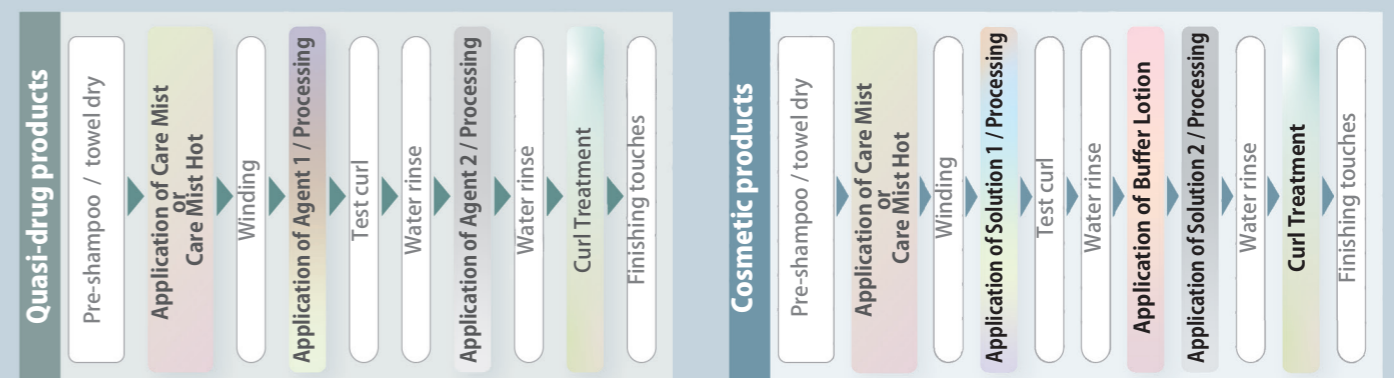 Quasi-drug products
Pre-shampoo / towel dry
Application of Care Mist
or
Care Mist Hot
Winding
Application of Agent 1 / Processing
Test curl
Water rinse
Application of Agent 2 / Processing
Water rinse
Curl Treatment
Finishing touches
Cosmetic products
Pre-shampoo / towel dry
Application of Care Mist
or
Care Mist Hot
Winding
Application of Solution 1 / Processing
Test curl
Water rinse
Application of Buffer Lotion
Application of Solution 2 / Processing
Water rinse
Curl Treatment
Finishing touches